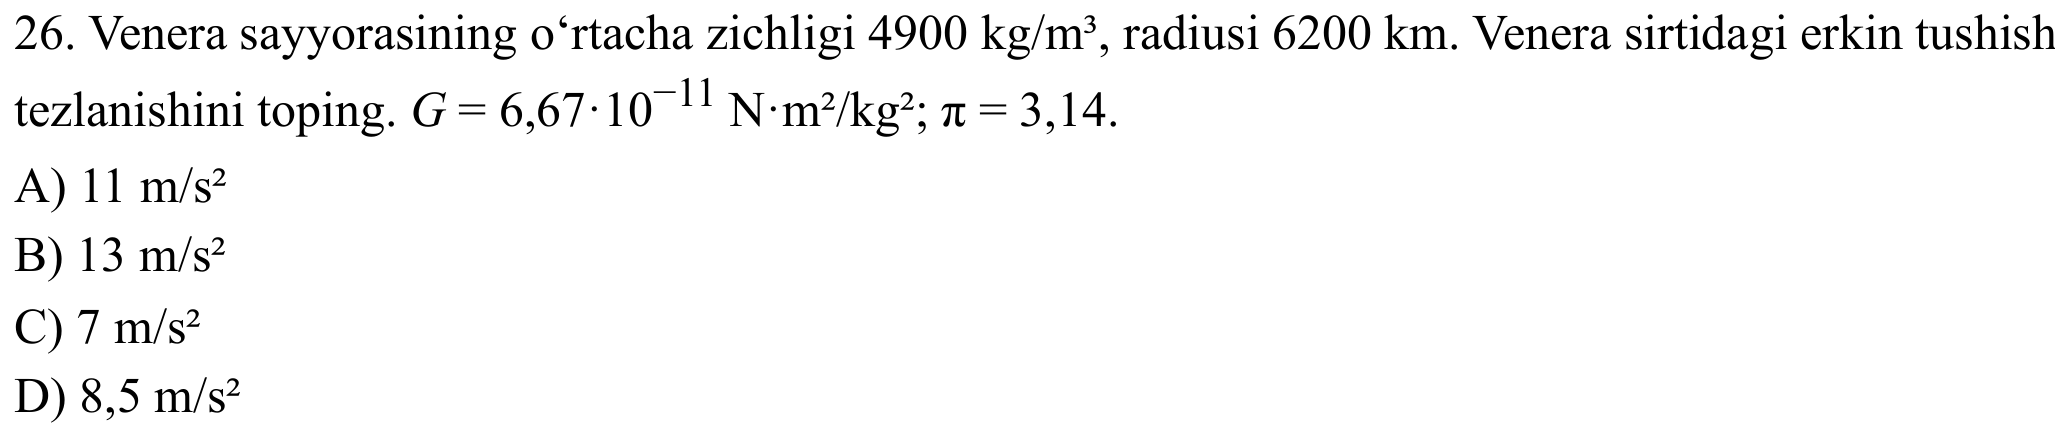 26. Venera sayyorasining o‘rtacha zichligi 4900 kg/m³, radiusi 6200 km. Venera sirtidagi erkin tushish
tezlanishini toping. G = 6,67·10⁻¹¹ N·m²/kg²; π = 3,14.
A) 11 m/s²
B) 13 m/s²
C) 7 m/s²
D) 8,5 m/s²